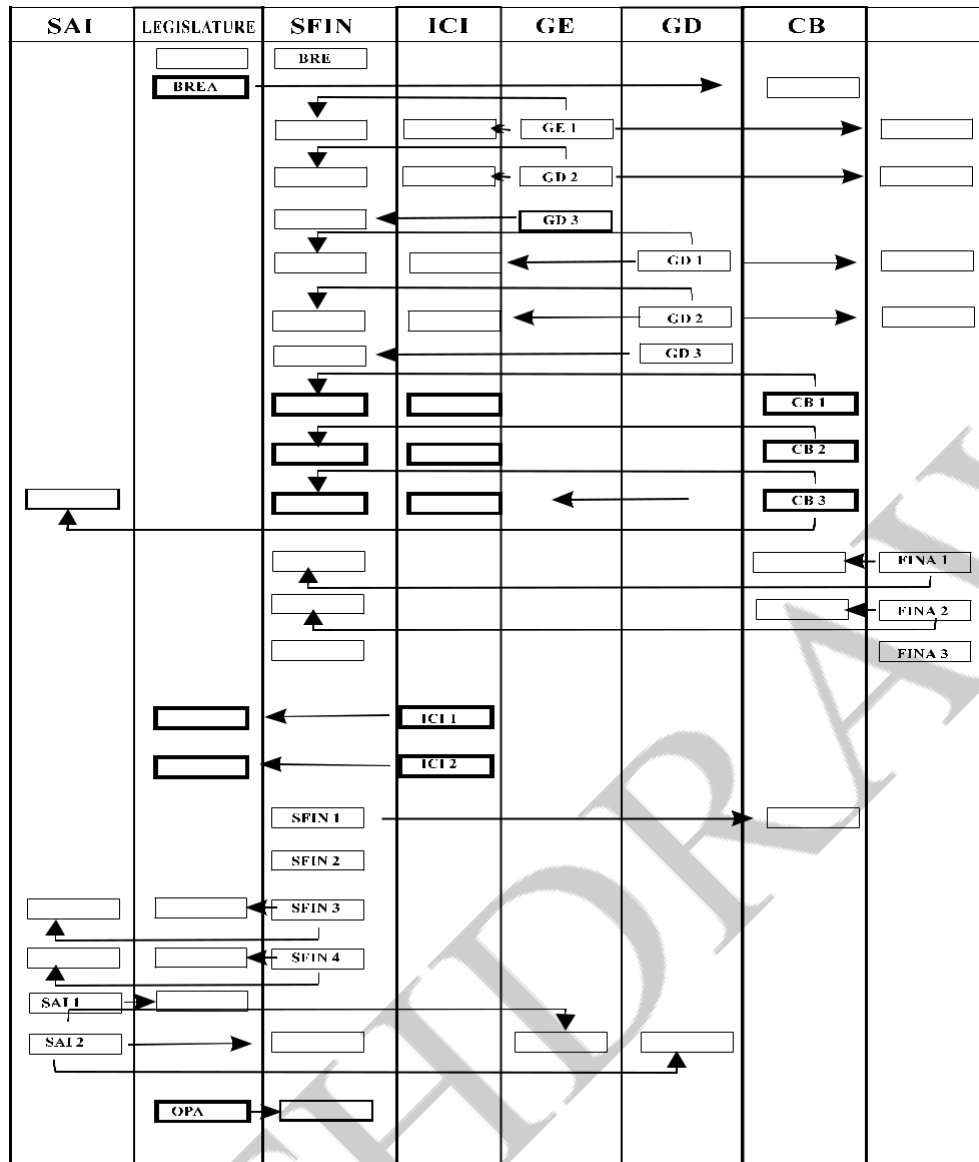 SAI LEGISLATURE SFIN ICI GE GD CB
BRE
BREA
GE 1
GD 2
GD 3
GD 1
GD 2
GD 3
CB 1
CB 2
CB 3
FINA 1
FINA 2
FINA 3
ICI 1
ICI 2
SFIN 1
SFIN 2
SFIN 3
SFIN 4
SAI 1
SAI 2
OPA
THDRAW